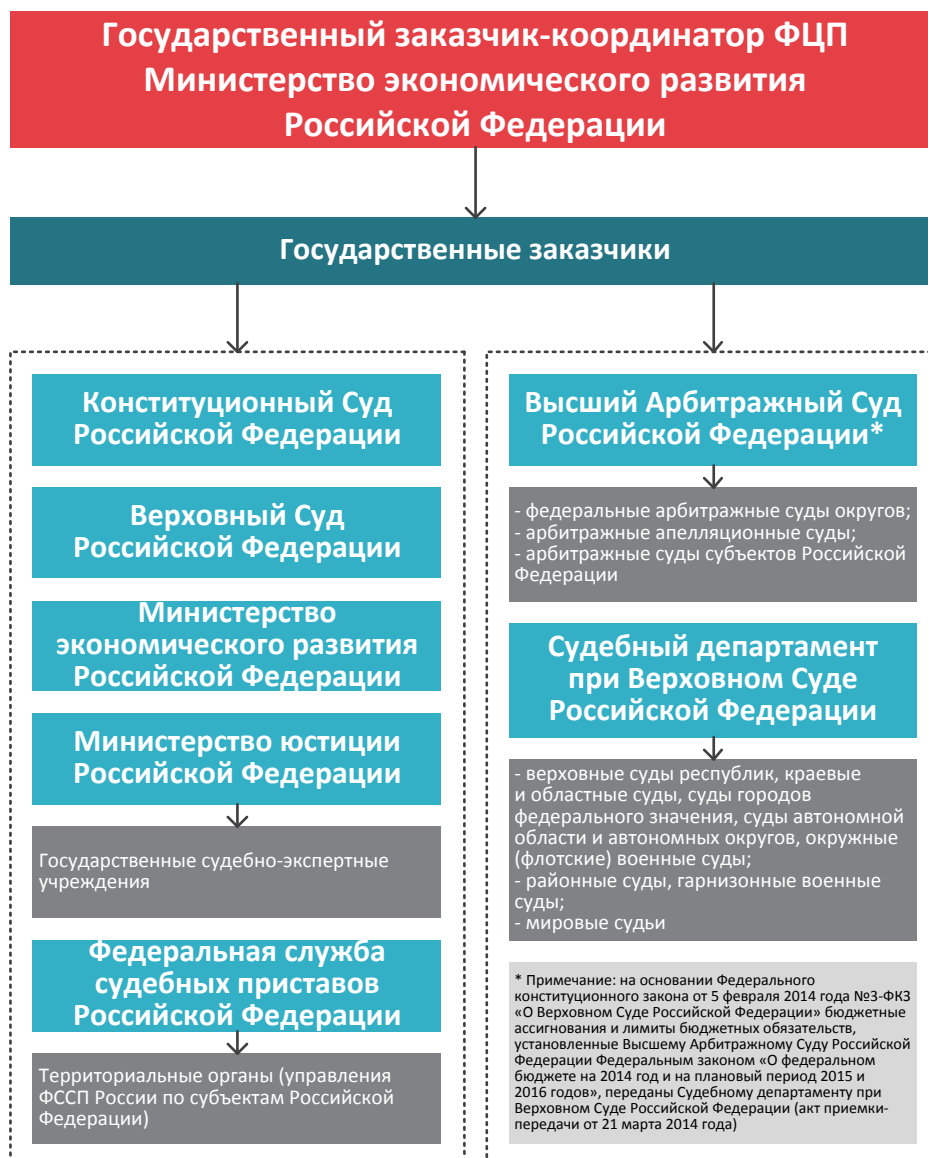 Государственный заказчик-координатор ФЦП
Министерство экономического развития
Российской Федерации
Государственные заказчики
Конституционный Суд
Российской Федерации
Верховный Суд
Российской Федерации
Министерство
экономического развития
Российской Федерации
Министерство юстиции
Российской Федерации
Государственные судебно-экспертные
учреждения
Федеральная служба
судебных приставов
Российской Федерации
Территориальные органы (управления
ФССП России по субъектам Российской
Федерации)
Высший Арбитражный Суд
Российской Федерации*
- федеральные арбитражные суды округов;
- арбитражные апелляционные суды;
- арбитражные суды субъектов Российской
Федерации
Судебный департамент
при Верховном Суде
Российской Федерации
- верховные суды республик, краевые
и областные суды, суды городов
федерального значения, суды автономной
области и автономных округов, окружные
(флотские) военные суды;
- районные суды, гарнизонные военные
суды;
- мировые судьи
* Примечание: на основании Федерального
конституционного закона от 5 февраля 2014 года №3-ФКЗ
«О Верховном Суде Российской Федерации» бюджетные
ассигнования и лимиты бюджетных обязательств,
установленные Высшему Арбитражному Суду Российской
Федерации Федеральным законом «О федеральном
бюджете на 2014 год и на плановый период 2015 и
2016 годов», переданы Судебному департаменту при
Верховном Суде Российской Федерации (акт приемки-
передачи от 21 марта 2014 года)